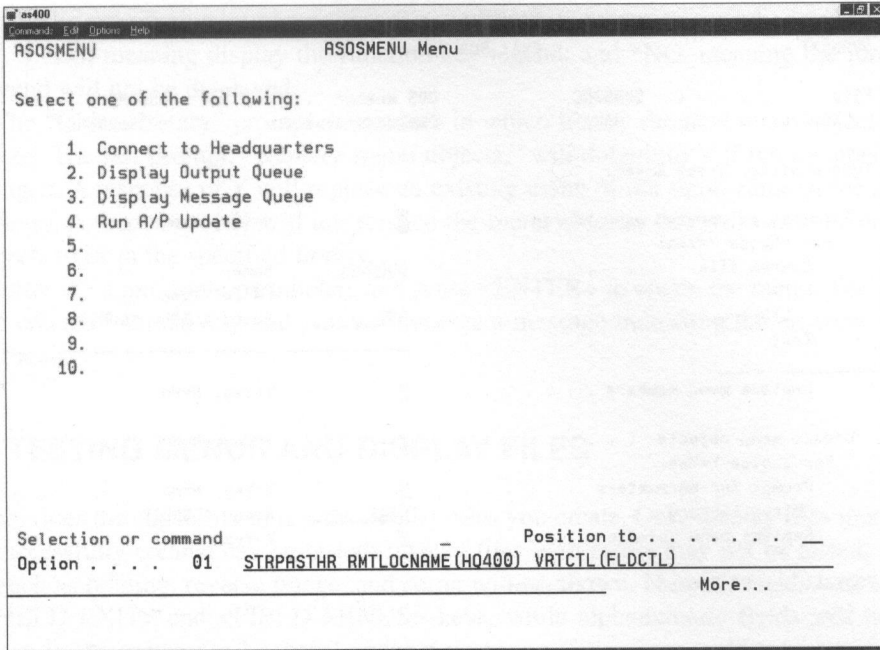 as400
Commands Edit Options Help
ASOSMENU ASOSMENU Menu
Select one of the following:
1. Connect to Headquarters
2. Display Output Queue
3. Display Message Queue
4. Run A/P Update
5.
6.
7.
8.
9.
10.
Selection or command _ Position to . . . . . . . __
Option . . . . . 01 STRPASTHR RMTLOCNAME(HQ400) VRTCTL(FLDCTL)
More...